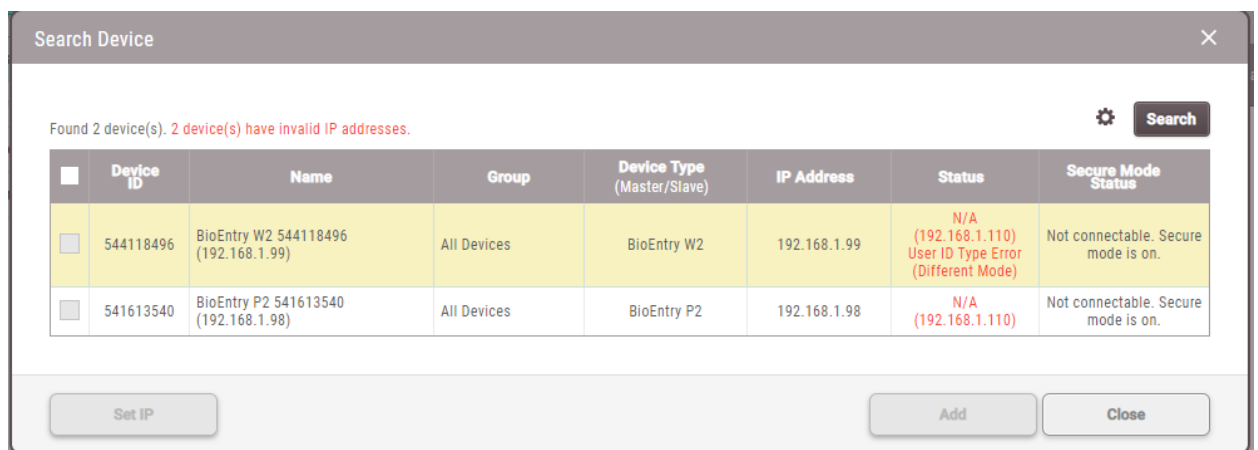 Search Device
Found 2 device(s). 2 device(s) have invalid IP addresses.
Search
Device ID Name Group Device Type (Master/Slave) IP Address Status Secure Mode Status
544118496 BioEntry W2 544118496 (192.168.1.99) All Devices BioEntry W2 192.168.1.99 N/A (192.168.1.110) User ID Type Error (Different Mode) Not connectable. Secure mode is on.
541613540 BioEntry P2 541613540 (192.168.1.98) All Devices BioEntry P2 192.168.1.98 N/A (192.168.1.110) Not connectable. Secure mode is on.
Set IP
Add
Close